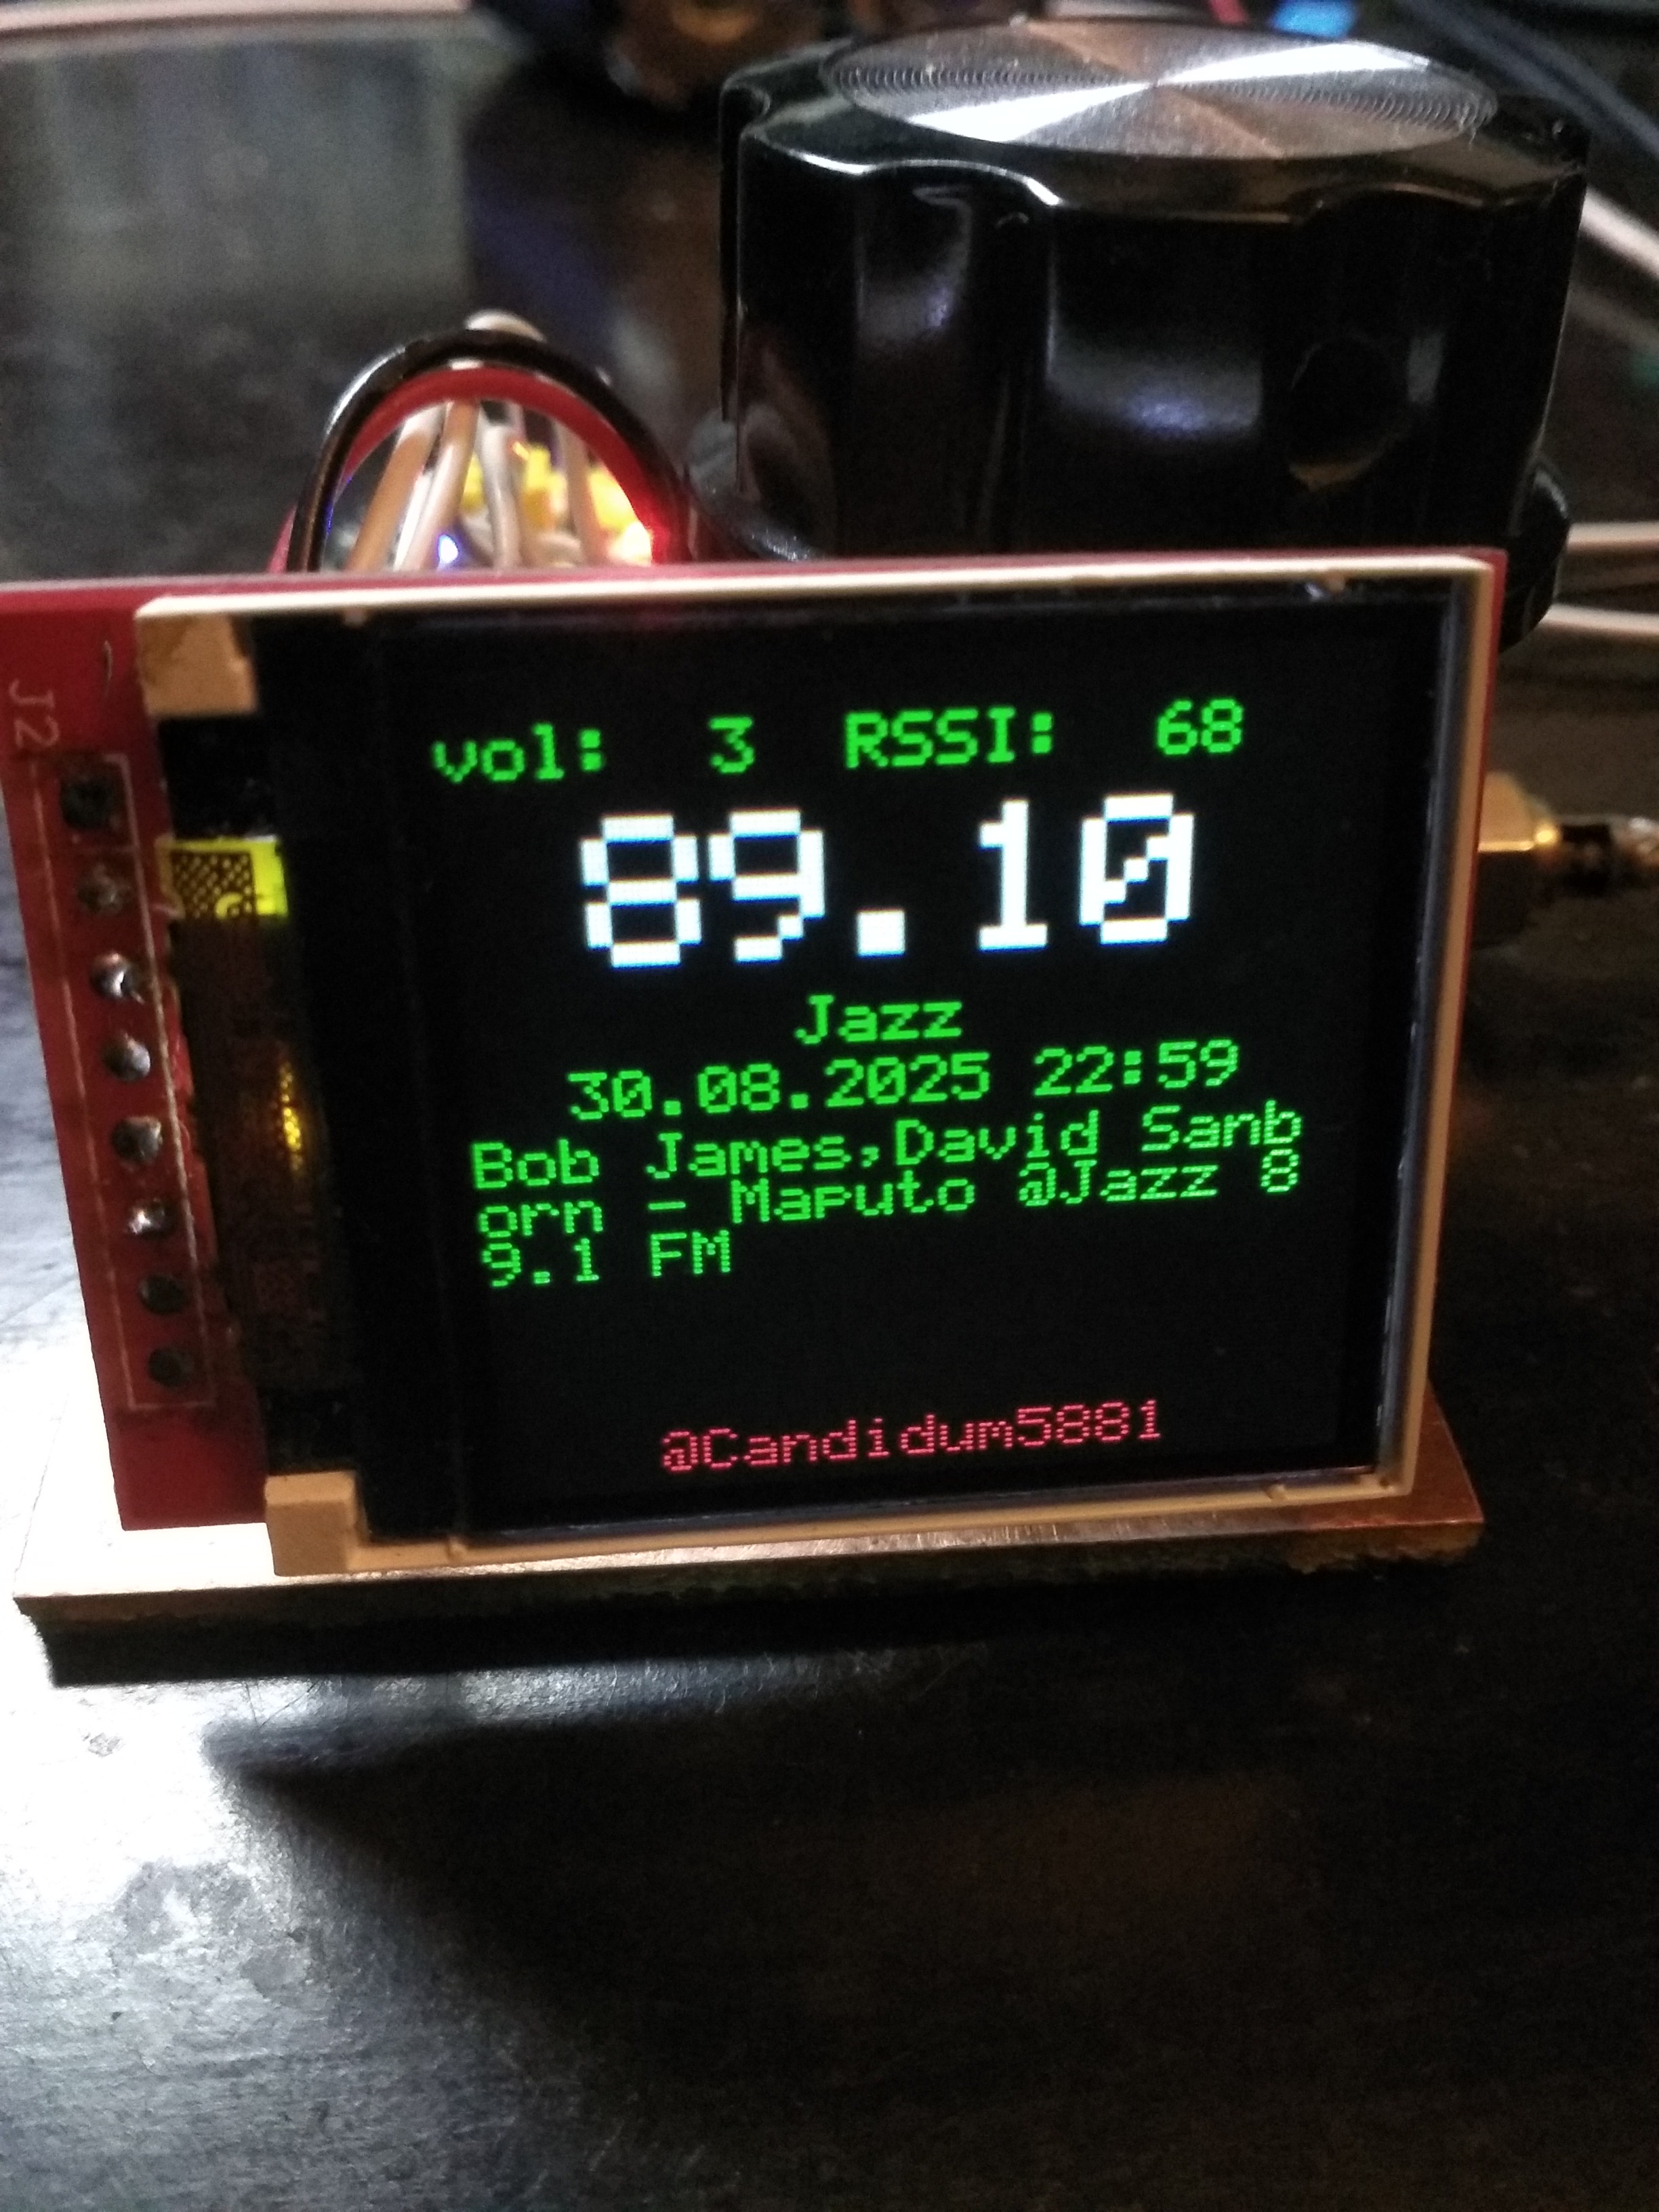 J2
vol: 3 RSSI: 68
89.10
Jazz
30.08.2025 22:59
Bob James,David Sanb
orn - Maputo @Jazz 8
9.1 FM
@Candidum5881